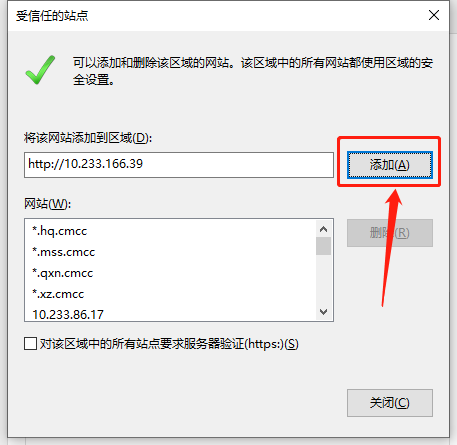 受信任的站点
可以添加和删除该区域的网站。该区域中的所有网站都使用区域的安
全设置。
将该网站添加到区域(D):
http://10.233.166.39
添加(A)
网站(W):
*.hq.cmcc
*.mss.cmcc
*.qxn.cmcc
*.xz.cmcc
10.233.86.17
删除(R)
对该区域中的所有站点要求服务器验证(https:)(S)
关闭(C)